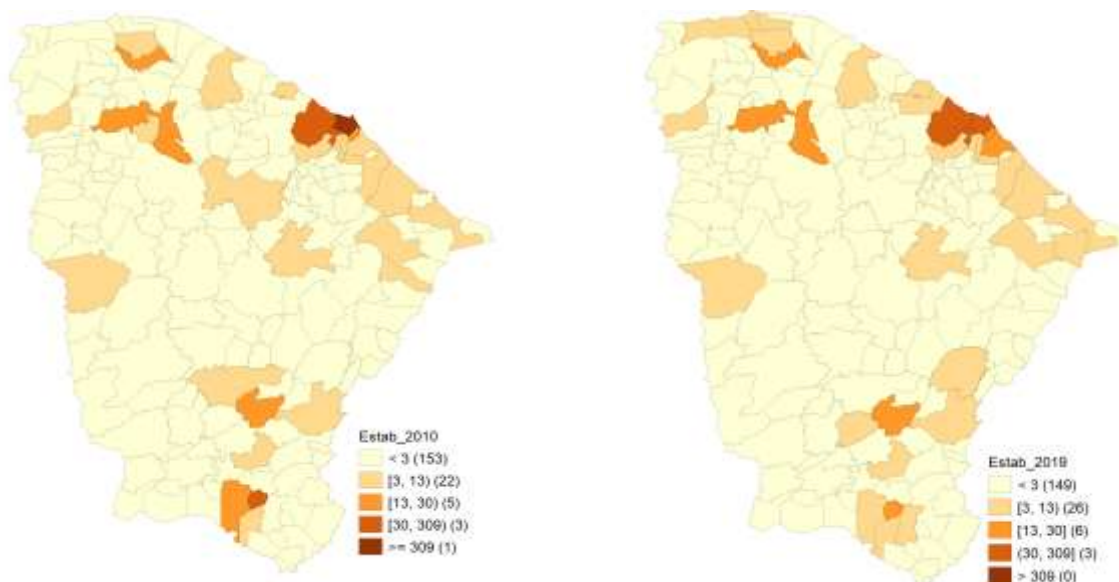 Estab_2010
< 3 (153)
[3, 13) (22)
[13, 30) (5)
[30, 309) (3)
>= 309 (1)
Estab_2019
< 3 (149)
[3, 13) (26)
[13, 30] (6)
(30, 309] (3)
> 309 (0)